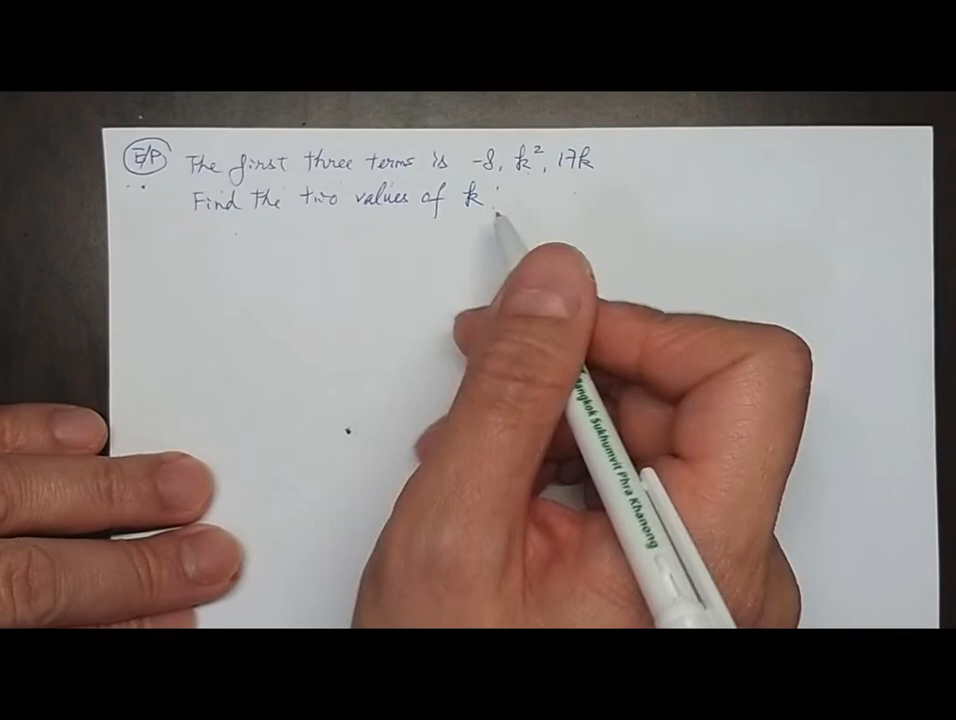 E/P The first three terms is -8, k², 17k
Find the two values of k.
Bangkok Sukhumvit Phra Khanong